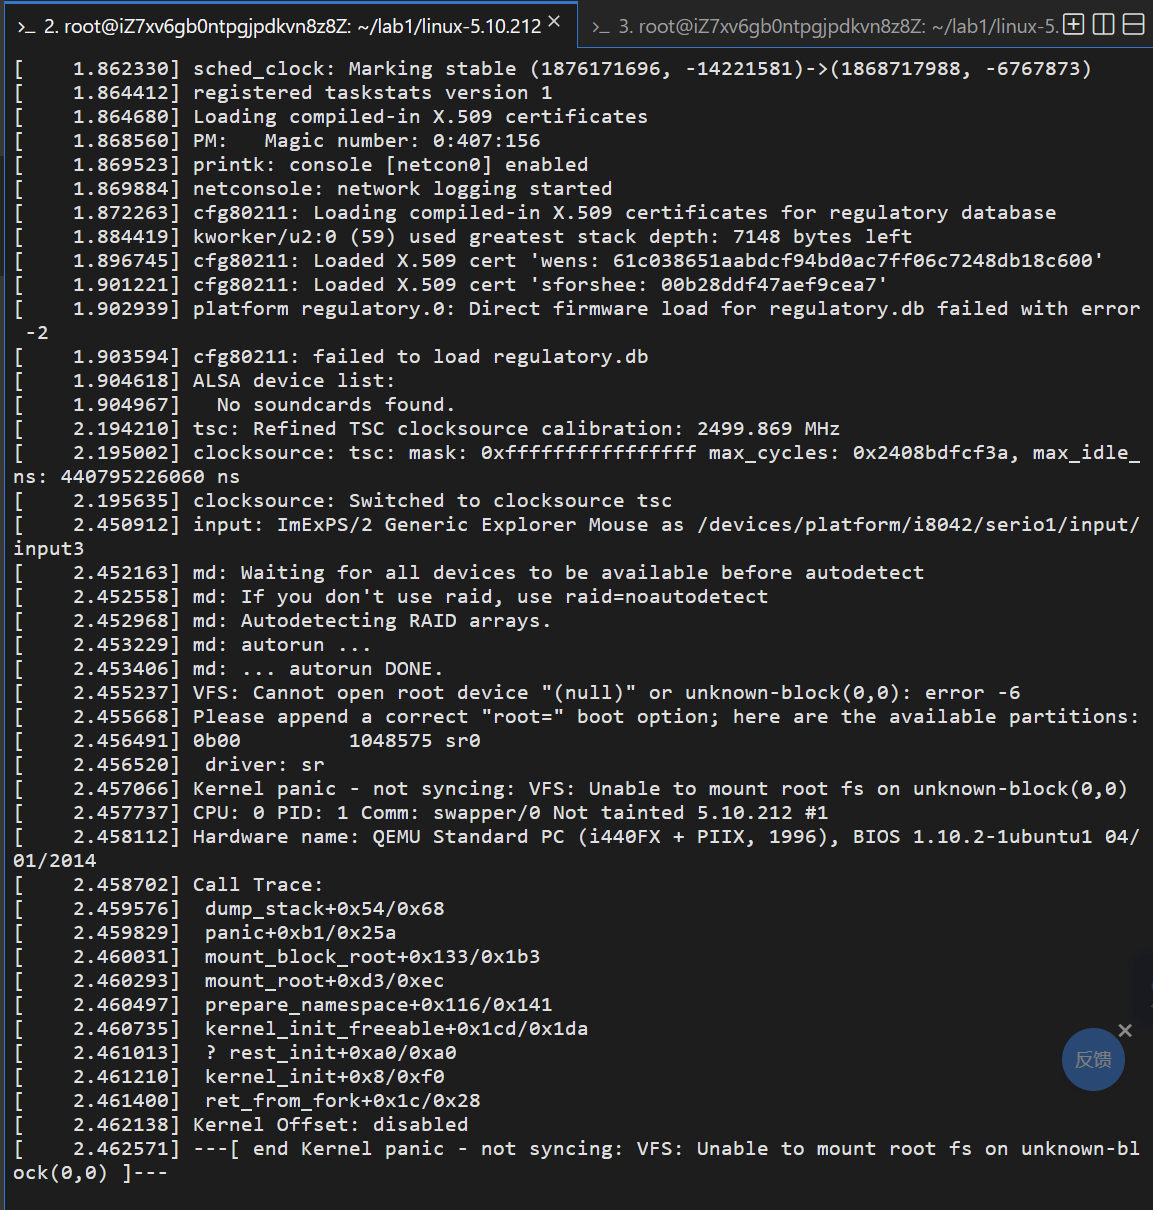 >_ 2. root@iZ7xv6gb0ntpgjpdkvn8z8Z: ~/lab1/linux-5.10.212 ×
>_ 3. root@iZ7xv6gb0ntpgjpdkvn8z8Z: ~/lab1/linux-5.
[    1.862330] sched_clock: Marking stable (1876171696, -14221581)->(1868717988, -6767873)
[    1.864412] registered taskstats version 1
[    1.864680] Loading compiled-in X.509 certificates
[    1.868560] PM:   Magic number: 0:407:156
[    1.869523] printk: console [netcon0] enabled
[    1.869884] netconsole: network logging started
[    1.872263] cfg80211: Loading compiled-in X.509 certificates for regulatory database
[    1.884419] kworker/u2:0 (59) used greatest stack depth: 7148 bytes left
[    1.896745] cfg80211: Loaded X.509 cert 'wens: 61c038651aabdcf94bd0ac7ff06c7248db18c600'
[    1.901221] cfg80211: Loaded X.509 cert 'sforshee: 00b28ddf47aef9cea7'
[    1.902939] platform regulatory.0: Direct firmware load for regulatory.db failed with error
 -2
[    1.903594] cfg80211: failed to load regulatory.db
[    1.904618] ALSA device list:
[    1.904967]   No soundcards found.
[    2.194210] tsc: Refined TSC clocksource calibration: 2499.869 MHz
[    2.195002] clocksource: tsc: mask: 0xffffffffffffffff max_cycles: 0x2408bdfcf3a, max_idle_
ns: 440795226060 ns
[    2.195635] clocksource: Switched to clocksource tsc
[    2.450912] input: ImExPS/2 Generic Explorer Mouse as /devices/platform/i8042/serio1/input/
input3
[    2.452163] md: Waiting for all devices to be available before autodetect
[    2.452558] md: If you don't use raid, use raid=noautodetect
[    2.452968] md: Autodetecting RAID arrays.
[    2.453229] md: autorun ...
[    2.453406] md: ... autorun DONE.
[    2.455237] VFS: Cannot open root device "(null)" or unknown-block(0,0): error -6
[    2.455668] Please append a correct "root=" boot option; here are the available partitions:
[    2.456491] 0b00         1048575 sr0
[    2.456520]  driver: sr
[    2.457066] Kernel panic - not syncing: VFS: Unable to mount root fs on unknown-block(0,0)
[    2.457737] CPU: 0 PID: 1 Comm: swapper/0 Not tainted 5.10.212 #1
[    2.458112] Hardware name: QEMU Standard PC (i440FX + PIIX, 1996), BIOS 1.10.2-1ubuntu1 04/
01/2014
[    2.458702] Call Trace:
[    2.459576]  dump_stack+0x54/0x68
[    2.459829]  panic+0xb1/0x25a
[    2.460031]  mount_block_root+0x133/0x1b3
[    2.460293]  mount_root+0xd3/0xec
[    2.460497]  prepare_namespace+0x116/0x141
[    2.460735]  kernel_init_freeable+0x1cd/0x1da
[    2.461013]  ? rest_init+0xa0/0xa0
[    2.461210]  kernel_init+0x8/0xf0
[    2.461400]  ret_from_fork+0x1c/0x28
[    2.462138] Kernel Offset: disabled
[    2.462571] ---[ end Kernel panic - not syncing: VFS: Unable to mount root fs on unknown-bl
ock(0,0) ]---
反馈